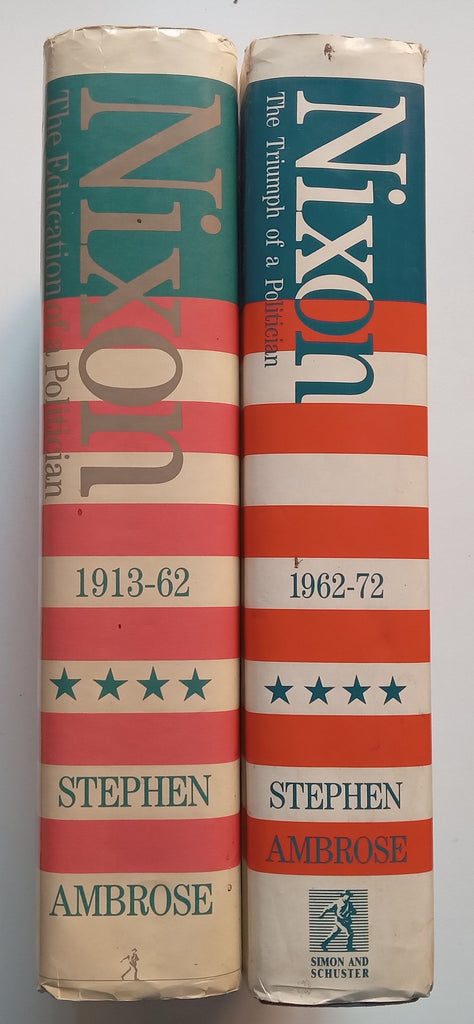 Nixon
The Education of a Politician
1913-62
STEPHEN
AMBROSE
Nixon
The Triumph of a Politician
1962-72
STEPHEN
AMBROSE
SIMON AND
SCHUSTER